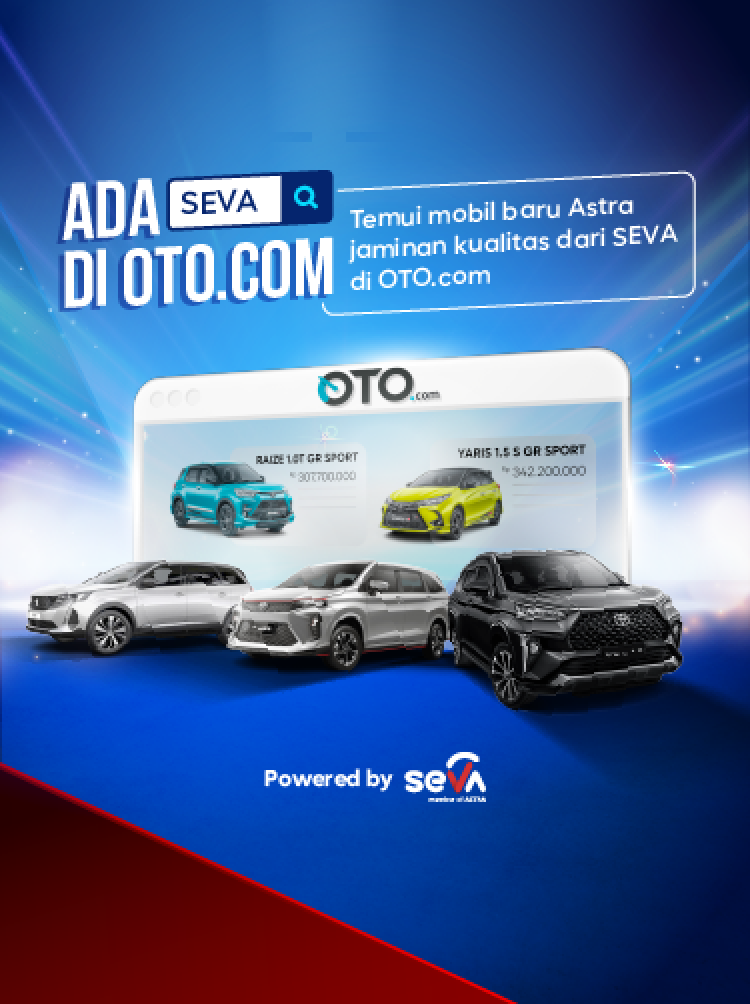 ADA SEVA
DI OTO.COM
Temui mobil baru Astra
jaminan kualitas dari SEVA
di OTO.com
OTO.com
RAIZE 1.0T GR SPORT
Rp 307.700.000
YARIS 1.5 S GR SPORT
Rp 342.200.000
Powered by seva
member of ASTRA